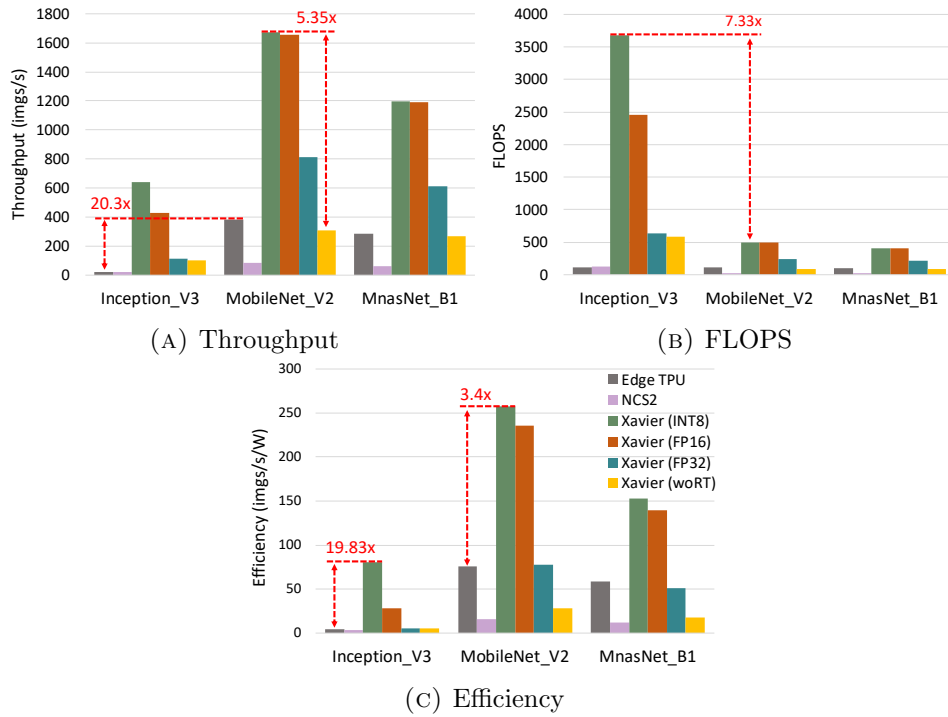 Throughput (imgs/s)
1800
1600
1400
1200
1000
800
600
400
200
0
5.35x
20.3x
Inception_V3 MobileNet_V2 MnasNet_B1
(A) Throughput
FLOPS
4000
3500
3000
2500
2000
1500
1000
500
0
7.33x
Inception_V3 MobileNet_V2 MnasNet_B1
(B) FLOPS
Efficiency (imgs/s/W)
300
250
200
150
100
50
0
19.83x
3.4x
Edge TPU
NCS2
Xavier (INT8)
Xavier (FP16)
Xavier (FP32)
Xavier (woRT)
Inception_V3 MobileNet_V2 MnasNet_B1
(C) Efficiency